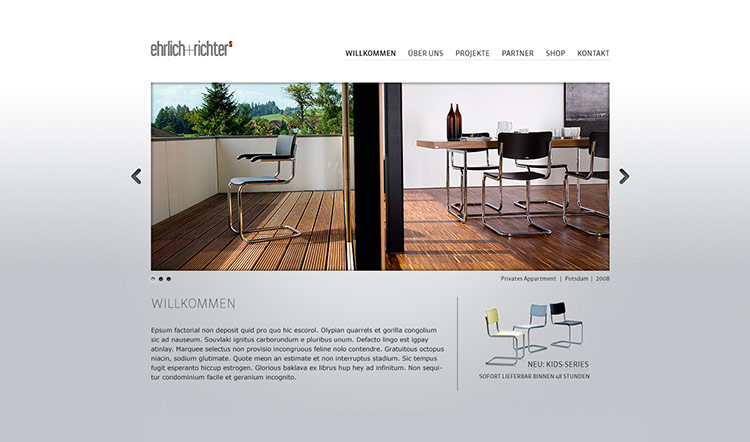 ehrlich+richter s
WILLKOMMEN ÜBER UNS PROJEKTE PARTNER SHOP KONTAKT
Privates Appartment | Potsdam | 2008
WILLKOMMEN
Epsum factorial non deposit quid pro quo hic escorol. Olypian quarrels et gorilla congolium
sic ad nauseum. Souvlaki ignitus carborundum e pluribus unum. Defacto lingo est igpay
atinlay. Marquee selectus non provisio incongruous feline nolo contendre. Gratuitous octopus
niacin, sodium glutimate. Quote meon an estimate et non interruptus stadium. Sic tempus
fugit esperanto hiccup estrogen. Glorious baklava ex librus hup hey ad infinitum. Non sequi-
tur condominium facile et geranium incognito.
NEU: KIDS-SERIES
SOFORT LIEFERBAR BINNEN 48 STUNDEN